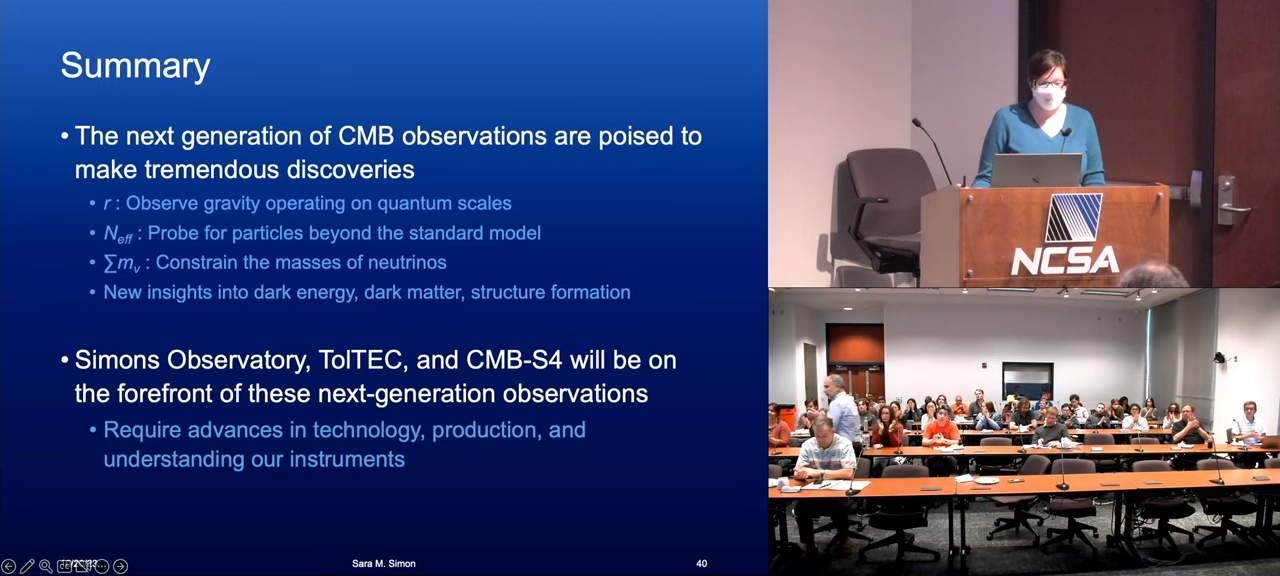 Summary
• The next generation of CMB observations are poised to
make tremendous discoveries
• r : Observe gravity operating on quantum scales
• Neff : Probe for particles beyond the standard model
• ∑mν : Constrain the masses of neutrinos
• New insights into dark energy, dark matter, structure formation
• Simons Observatory, TolTEC, and CMB-S4 will be on
the forefront of these next-generation observations
• Require advances in technology, production, and
understanding our instruments
Sara M. Simon
40
NCSA